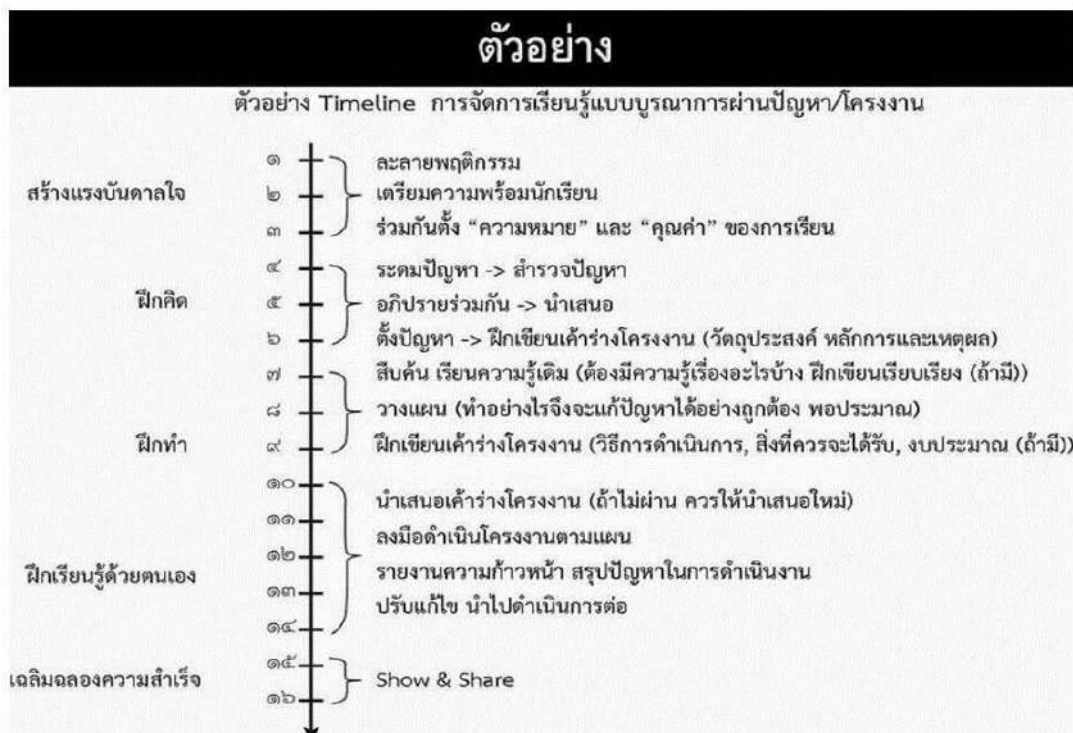 ตัวอย่าง
ตัวอย่าง Timeline การจัดการเรียนรู้แบบบูรณาการผ่านปัญหา/โครงงาน
๑ ละลายพฤติกรรม
สร้างแรงบันดาลใจ ๒ เตรียมความพร้อมนักเรียน
๓ ร่วมกันตั้ง “ความหมาย” และ “คุณค่า” ของการเรียน
๔ ระดมปัญหา -> สำรวจปัญหา
ฝึกคิด ๕ อภิปรายร่วมกัน -> นำเสนอ
๖ ตั้งปัญหา -> ฝึกเขียนเค้าร่างโครงงาน (วัตถุประสงค์ หลักการและเหตุผล)
๗ สืบค้น เรียนความรู้เดิม (ต้องมีความรู้เรื่องอะไรบ้าง ฝึกเขียนเรียบเรียง (ถ้ามี))
๘ วางแผน (ทำอย่างไรจึงจะแก้ปัญหาได้อย่างถูกต้อง พอประมาณ)
ฝึกทำ ๙ ฝึกเขียนเค้าร่างโครงงาน (วิธีการดำเนินการ, สิ่งที่ควรจะได้รับ, งบประมาณ (ถ้ามี))
๑๐ นำเสนอเค้าร่างโครงงาน (ถ้าไม่ผ่าน ควรให้นำเสนอใหม่)
๑๑
๑๒ ลงมือดำเนินโครงงานตามแผน
ฝึกเรียนรู้ด้วยตนเอง รายงานความก้าวหน้า สรุปปัญหาในการดำเนินงาน
๑๓ ปรับแก้ไข นำไปดำเนินการต่อ
๑๔
๑๕
เฉลิมฉลองความสำเร็จ Show & Share
๑๖